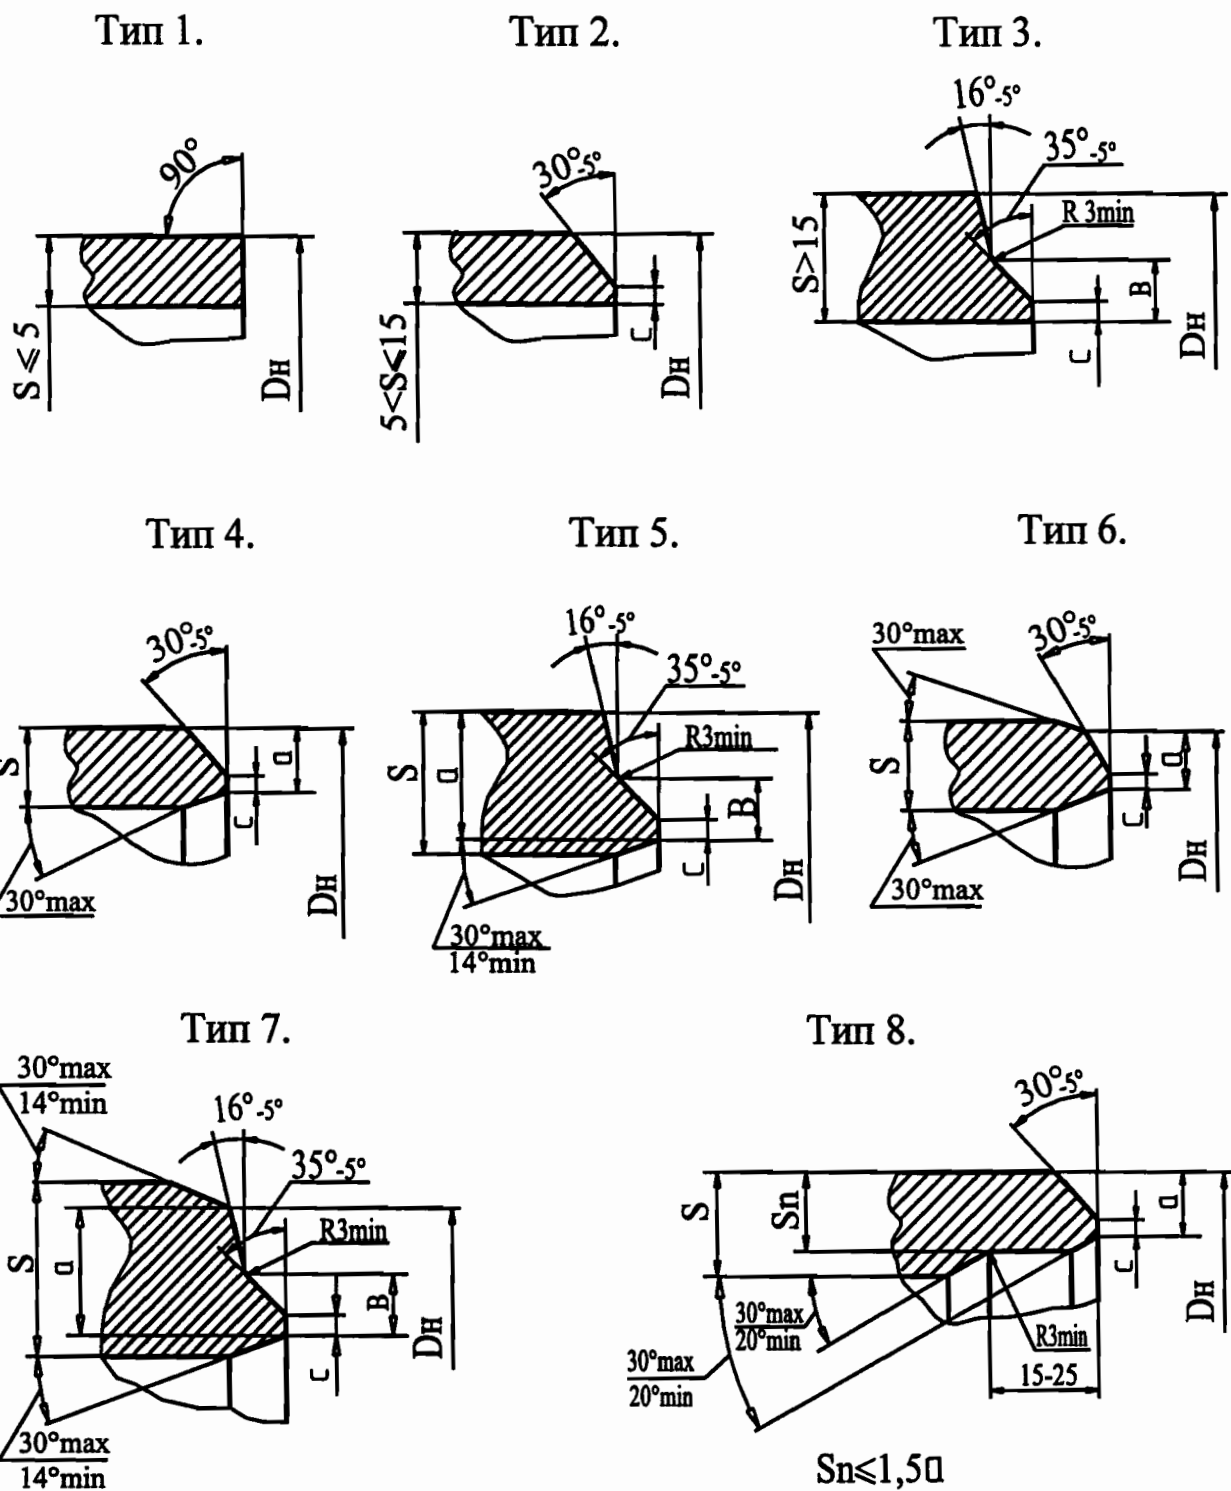 Тип 1.
90°
S ≤ 5
Dн
Тип 2.
30°-5°
5<S≤15
C
Dн
Тип 3.
16°-5°
35°-5°
R 3min
S>15
B
C
Dн
Тип 4.
30°-5°
S
a
C
30°max
Dн
Тип 5.
16°-5°
35°-5°
R3min
S
a
B
C
Dн
30°max
14°min
Тип 6.
30°max
30°-5°
S
a
C
Dн
30°max
Тип 7.
30°max
14°min
16°-5°
35°-5°
R3min
S
a
B
C
Dн
30°max
14°min
Тип 8.
30°-5°
S
Sn
a
C
Dн
30°max
20°min
R3min
30°max
20°min
15-25
Sn≤1,5a